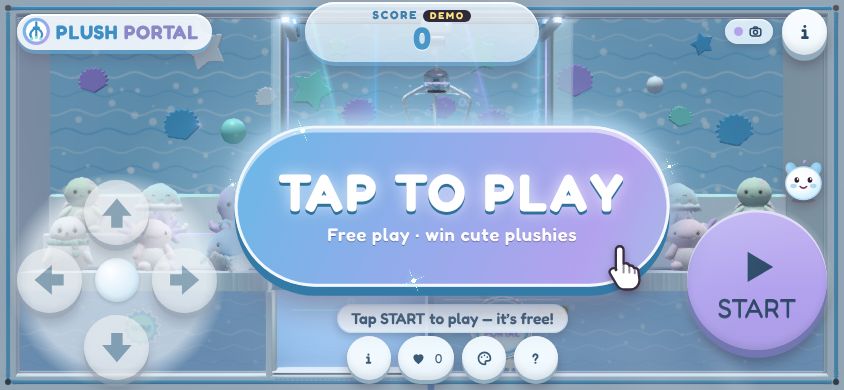 PLUSH PORTAL
SCORE DEMO
0
TAP TO PLAY
Free play · win cute plushies
START
Tap START to play – it's free!
0
?